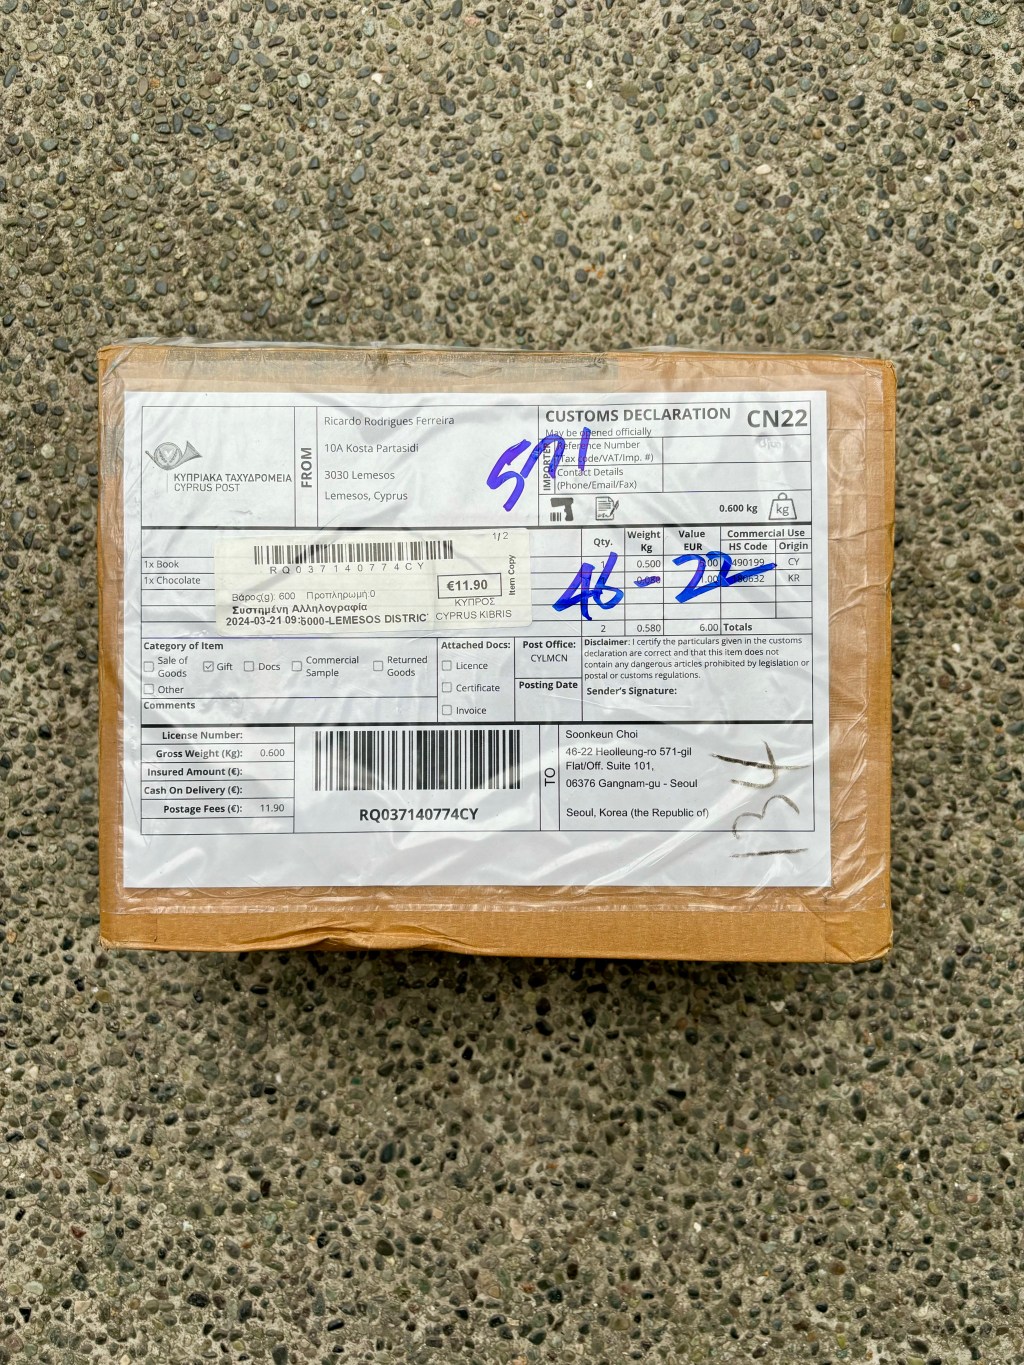 ΚΥΠΡΙΑΚΑ ΤΑΧΥΔΡΟΜΕΙΑ
CYPRUS POST
FROM
Ricardo Rodrigues Ferreira
10A Kosta Partasidi
3030 Lemesos
Lemesos, Cyprus
CUSTOMS DECLARATION CN22
May be opened officially
IMPORTER
Reference Number
(Tax code/VAT/Imp. #)
Contact Details
(Phone/Email/Fax)
571
0.600 kg
kg
Qty. Weight Kg Value EUR Commercial Use
HS Code Origin
1x Book 0.500 490199 CY
1x Chocolate 1.00 KR
46-22
2 0.580 6.00 Totals
1/2
RQ037140774CY
Item Copy
€11.90
Βάρος(g): 600 Προπληρωμή:0
ΚΥΠΡΟΣ
Συστημένη Αλληλογραφία
CYPRUS KIBRIS
2024-03-21 09: 5000-LEMESOS DISTRIC
Category of Item
Sale of Goods
Gift
Docs
Commercial Sample
Returned Goods
Other
Comments
Attached Docs:
Licence
Certificate
Invoice
Post Office:
CYLMCN
Posting Date
Disclaimer: I certify the particulars given in the customs
declaration are correct and that this item does not
contain any dangerous articles prohibited by legislation or
postal or customs regulations.
Sender's Signature:
License Number:
Gross Weight (Kg): 0.600
Insured Amount (€):
Cash On Delivery (€):
Postage Fees (€): 11.90
RQ037140774CY
TO
Soonkeun Choi
46-22 Heolleung-ro 571-gil
Flat/Off. Suite 101,
06376 Gangnam-gu - Seoul
Seoul, Korea (the Republic of)
134